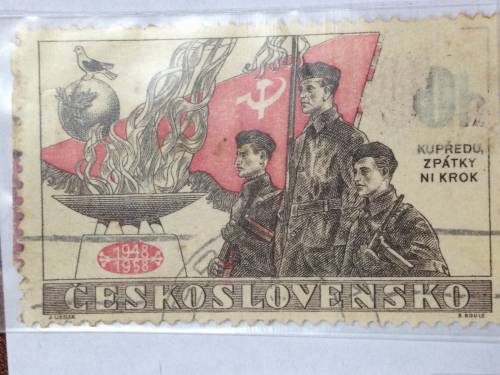 KUPŘEDU,
ZPÁTKY
NI KROK
1948
1958
ČESKOSLOVENSKO